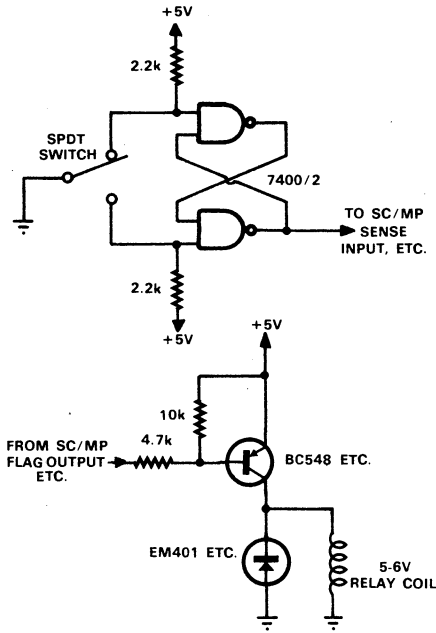 +5V
2.2k
SPDT
SWITCH
7400/2
TO SC/MP
SENSE
INPUT, ETC.
2.2k
+5V
+5V
10k
4.7k
FROM SC/MP
FLAG OUTPUT
ETC.
BC548 ETC.
EM401 ETC.
5-6V
RELAY COIL